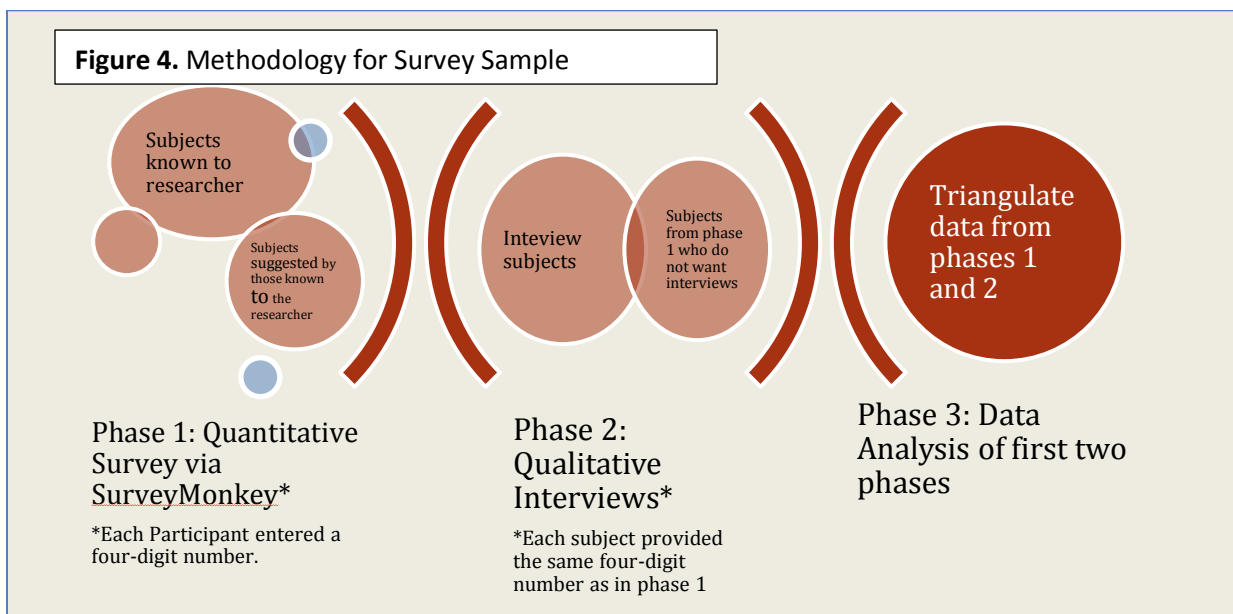 Figure 4. Methodology for Survey Sample
Subjects
known to
researcher
Subjects
suggested by
those known
to the
researcher
Phase 1: Quantitative
Survey via
SurveyMonkey*
*Each Participant entered a
four-digit number.
Inteview
subjects
Subjects
from phase
1 who do
not want
interviews
Phase 2:
Qualitative
Interviews*
*Each subject provided
the same four-digit
number as in phase 1
Triangulate
data from
phases 1
and 2
Phase 3: Data
Analysis of first two
phases